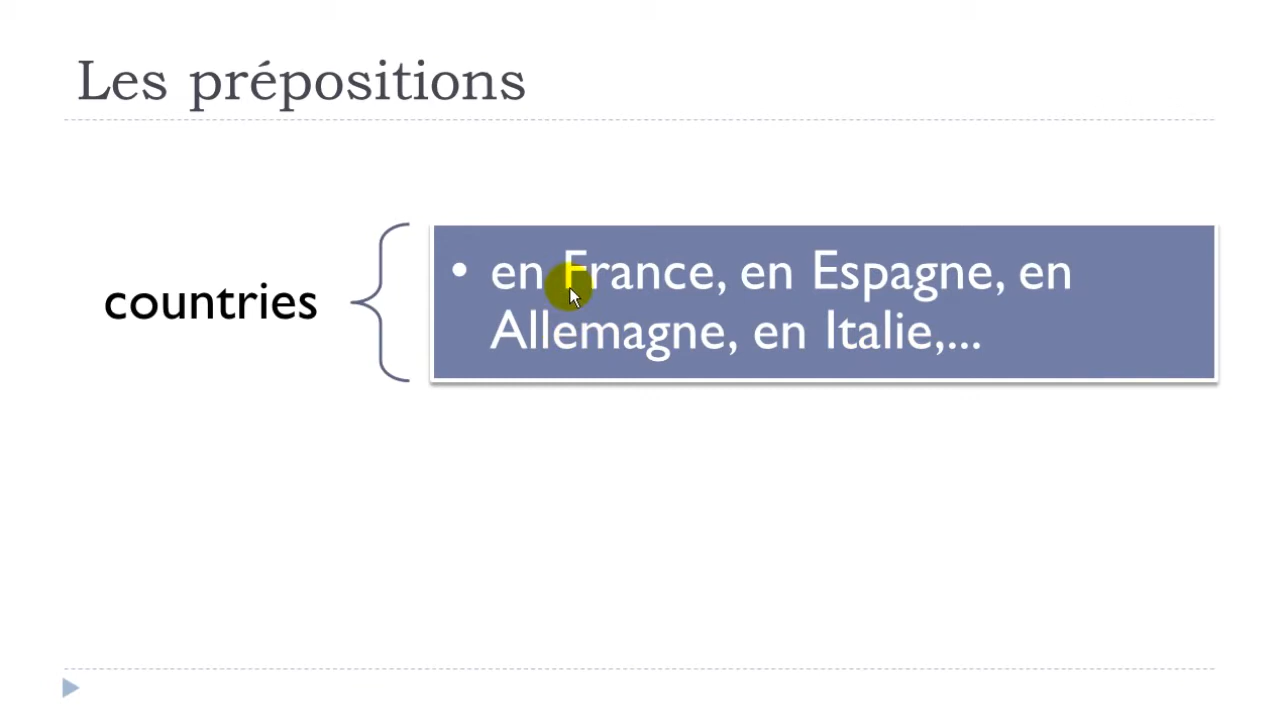 Les prépositions
countries
• en France, en Espagne, en
Allemagne, en Italie,...